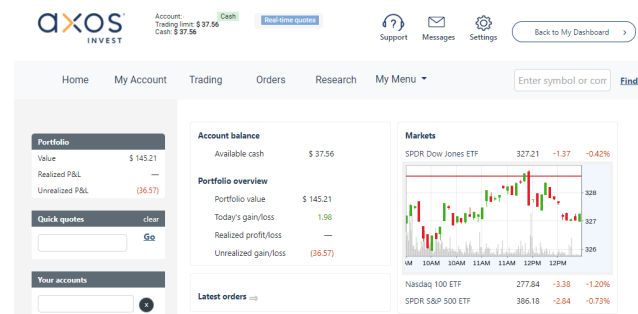 axos
INVEST
Account: Cash
Trading limit: $ 37.56
Cash: $ 37.56
Real-time quotes
Support
Messages
Settings
Back to My Dashboard
Home
My Account
Trading
Orders
Research
My Menu
Enter symbol or com
Find
Portfolio
Value $ 145.21
Realized P&L —
Unrealized P&L (36.57)
Quick quotes clear
Go
Your accounts
x
Account balance
Available cash $ 37.56
Portfolio overview
Portfolio value $ 145.21
Today's gain/loss 1.98
Realized profit/loss —
Unrealized gain/loss (36.57)
Latest orders
Markets
SPDR Dow Jones ETF 327.21 -1.37 -0.42%
328
327
326
10AM 10AM 11AM 11AM 12PM 12PM
Nasdaq 100 ETF 277.84 -3.38 -1.20%
SPDR S&P 500 ETF 386.18 -2.84 -0.73%